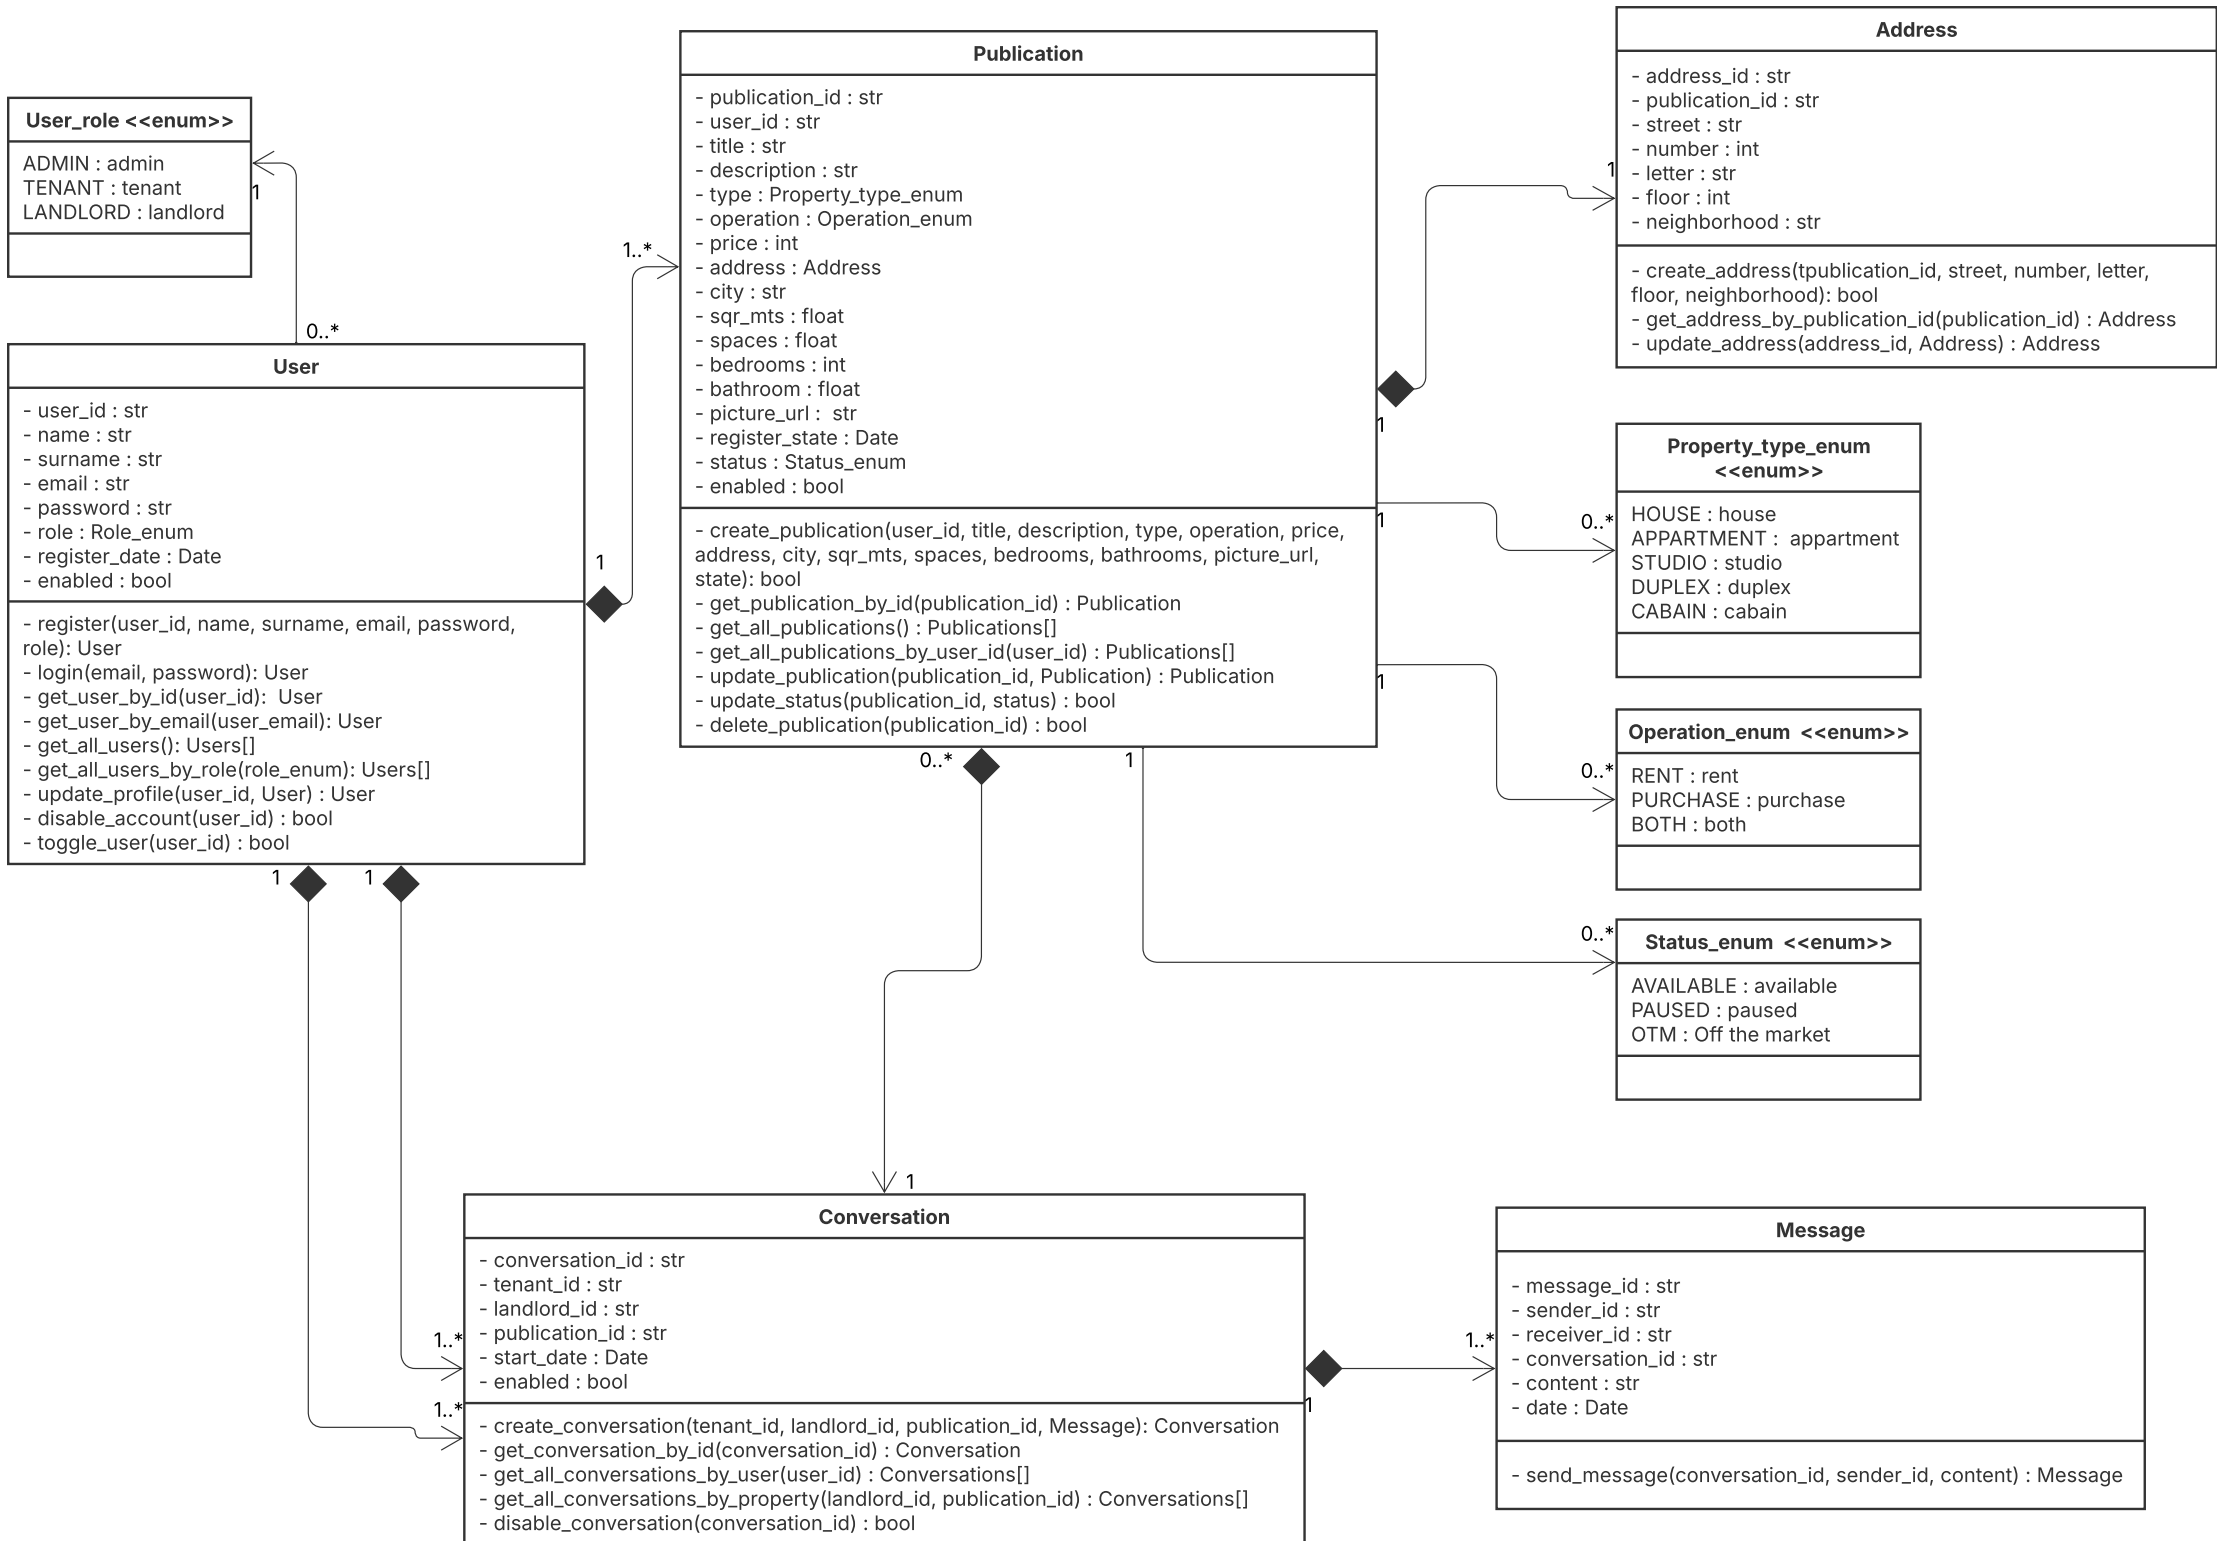 User_role <<enum>>
ADMIN : admin
TENANT : tenant
LANDLORD : landlord
1
0..*
User
- user_id : str
- name : str
- surname : str
- email : str
- password : str
- role : Role_enum
- register_date : Date
- enabled : bool
- register(user_id, name, surname, email, password,
role): User
- login(email, password): User
- get_user_by_id(user_id):  User
- get_user_by_email(user_email): User
- get_all_users(): Users[]
- get_all_users_by_role(role_enum): Users[]
- update_profile(user_id, User) : User
- disable_account(user_id) : bool
- toggle_user(user_id) : bool
1
1..*
1
1
Publication
- publication_id : str
- user_id : str
- title : str
- description : str
- type : Property_type_enum
- operation : Operation_enum
- price : int
- address : Address
- city : str
- sqr_mts : float
- spaces : float
- bedrooms : int
- bathroom : float
- picture_url :  str
- register_state : Date
- status : Status_enum
- enabled : bool
- create_publication(user_id, title, description, type, operation, price,
address, city, sqr_mts, spaces, bedrooms, bathrooms, picture_url,
state): bool
- get_publication_by_id(publication_id) : Publication
- get_all_publications() : Publications[]
- get_all_publications_by_user_id(user_id) : Publications[]
- update_publication(publication_id, Publication) : Publication
- update_status(publication_id, status) : bool
- delete_publication(publication_id) : bool
1
1
1
1
0..*
1
Address
- address_id : str
- publication_id : str
- street : str
- number : int
- letter : str
- floor : int
- neighborhood : str
- create_address(tpublication_id, street, number, letter,
floor, neighborhood): bool
- get_address_by_publication_id(publication_id) : Address
- update_address(address_id, Address) : Address
0..*
Property_type_enum
<<enum>>
HOUSE : house
APPARTMENT :  appartment
STUDIO : studio
DUPLEX : duplex
CABAIN : cabain
0..*
Operation_enum  <<enum>>
RENT : rent
PURCHASE : purchase
BOTH : both
0..*
Status_enum  <<enum>>
AVAILABLE : available
PAUSED : paused
OTM : Off the market
1
1..*
1..*
Conversation
- conversation_id : str
- tenant_id : str
- landlord_id : str
- publication_id : str
- start_date : Date
- enabled : bool
- create_conversation(tenant_id, landlord_id, publication_id, Message): Conversation
- get_conversation_by_id(conversation_id) : Conversation
- get_all_conversations_by_user(user_id) : Conversations[]
- get_all_conversations_by_property(landlord_id, publication_id) : Conversations[]
- disable_conversation(conversation_id) : bool
1
1..*
Message
- message_id : str
- sender_id : str
- receiver_id : str
- conversation_id : str
- content : str
- date : Date
- send_message(conversation_id, sender_id, content) : Message